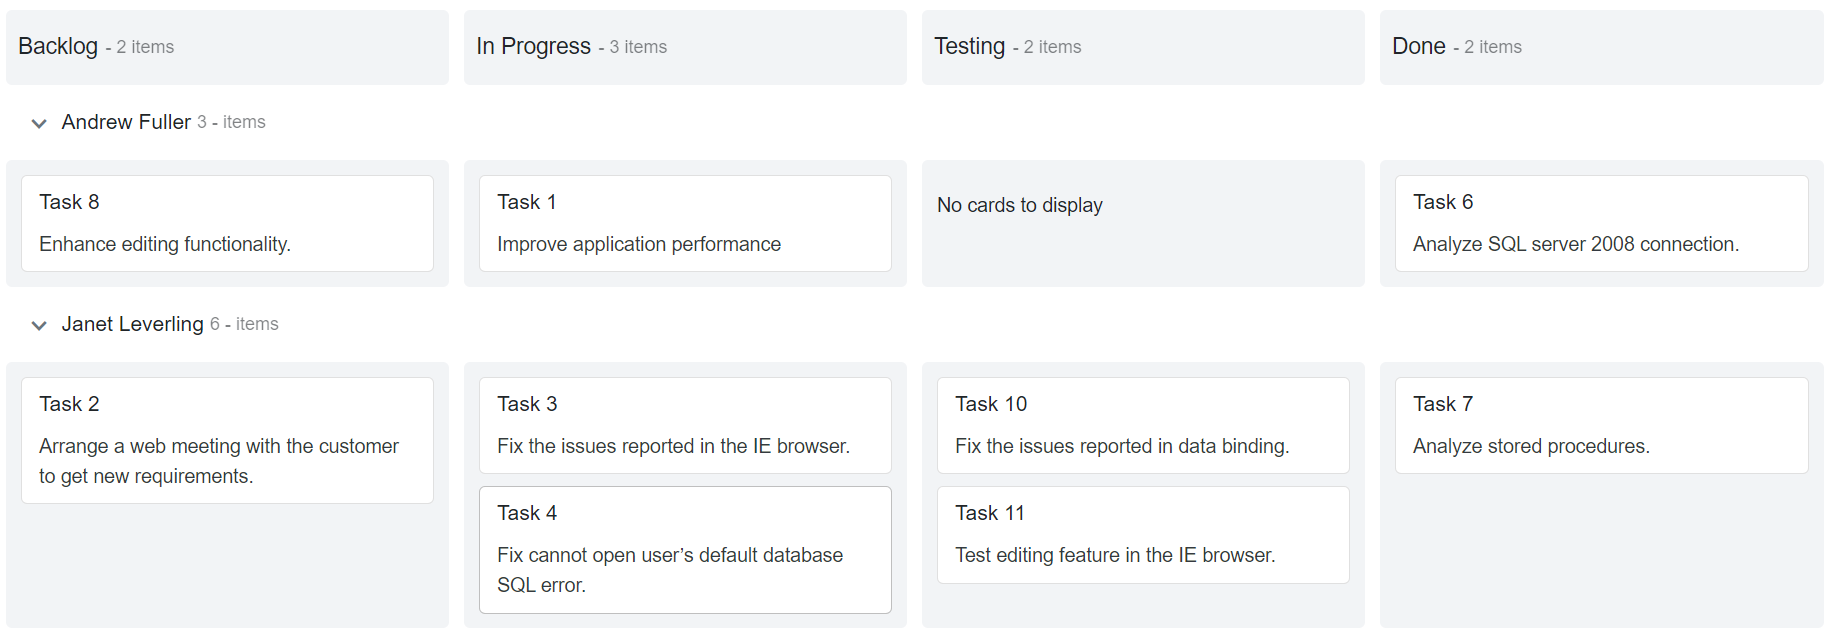 Backlog - 2 items
In Progress - 3 items
Testing - 2 items
Done - 2 items
Andrew Fuller 3 - items
Task 8
Enhance editing functionality.
Task 1
Improve application performance
No cards to display
Task 6
Analyze SQL server 2008 connection.
Janet Leverling 6 - items
Task 2
Arrange a web meeting with the customer
to get new requirements.
Task 3
Fix the issues reported in the IE browser.
Task 4
Fix cannot open user’s default database
SQL error.
Task 10
Fix the issues reported in data binding.
Task 11
Test editing feature in the IE browser.
Task 7
Analyze stored procedures.